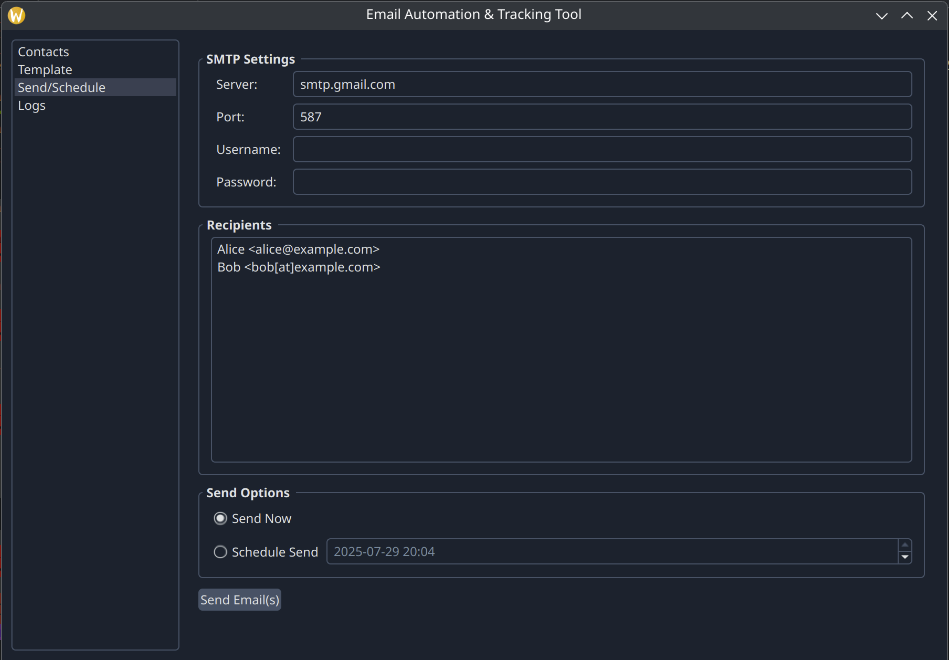 Email Automation & Tracking Tool
Contacts
Template
Send/Schedule
Logs
SMTP Settings
Server: smtp.gmail.com
Port: 587
Username:
Password:
Recipients
Alice <alice@example.com>
Bob <bob[at]example.com>
Send Options
Send Now
Schedule Send 2025-07-29 20:04
Send Email(s)